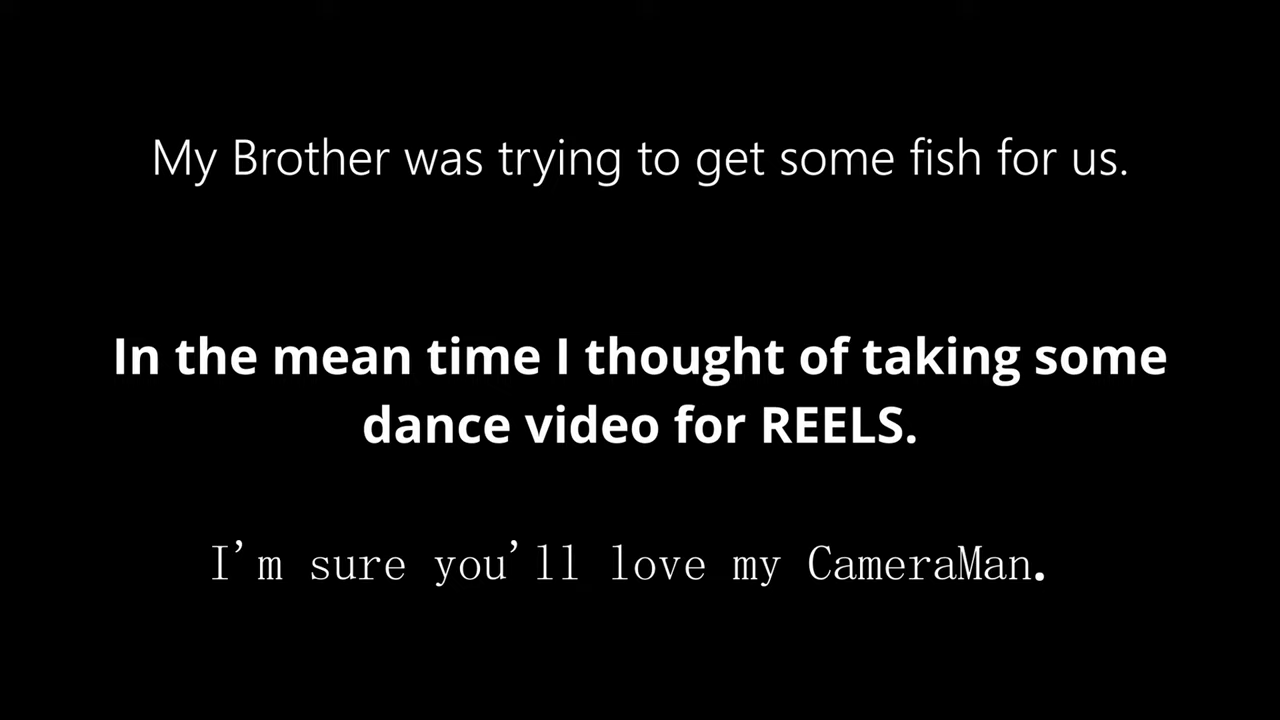 My Brother was trying to get some fish for us.
In the mean time I thought of taking some
dance video for REELS.
I'm sure you'll love my CameraMan.